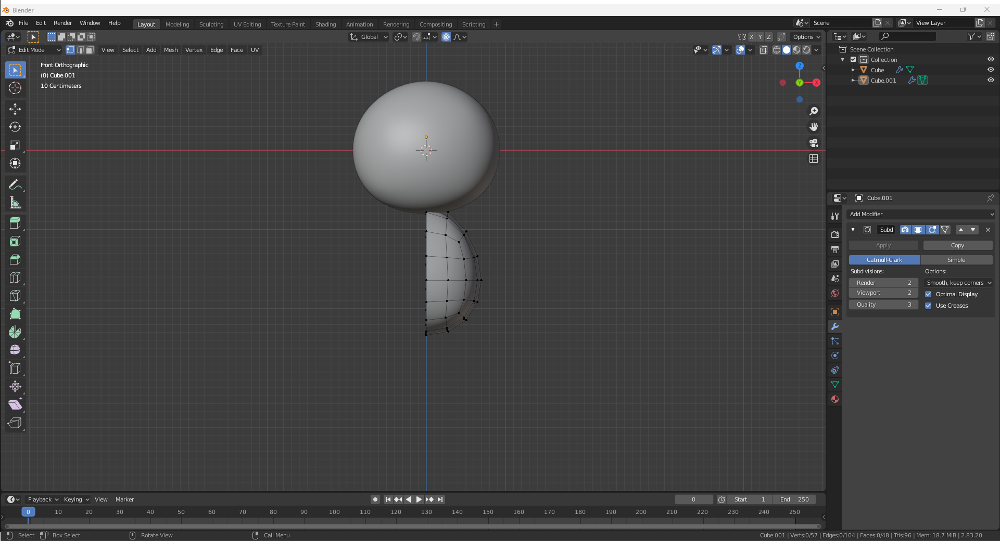 Blender
File Edit Render Window Help Layout Modeling Sculpting UV Editing Texture Paint Shading Animation Rendering Compositing Scripting + Scene View Layer
Global X Y Z Options
Edit Mode View Select Add Mesh Vertex Edge Face UV
Front Orthographic
(0) Cube.001
10 Centimeters
Z
Y
X
Scene Collection
Collection
Cube
Cube.001
Cube.001
Add Modifier
Subd
Apply Copy
Catmull-Clark Simple
Subdivisions: Options:
Render 2 Smooth, keep corners
Viewport 2 Optimal Display
Quality 3 Use Creases
Playback Keying View Marker 0 Start 1 End 250
0 10 20 30 40 50 60 70 80 90 100 110 120 130 140 150 160 170 180 190 200 210 220 230 240 250
Select Box Select Rotate View Call Menu Cube.001 | Verts:0/57 | Edges:0/104 | Faces:0/48 | Tris:96 | Mem: 18.7 MiB | 2.83.20